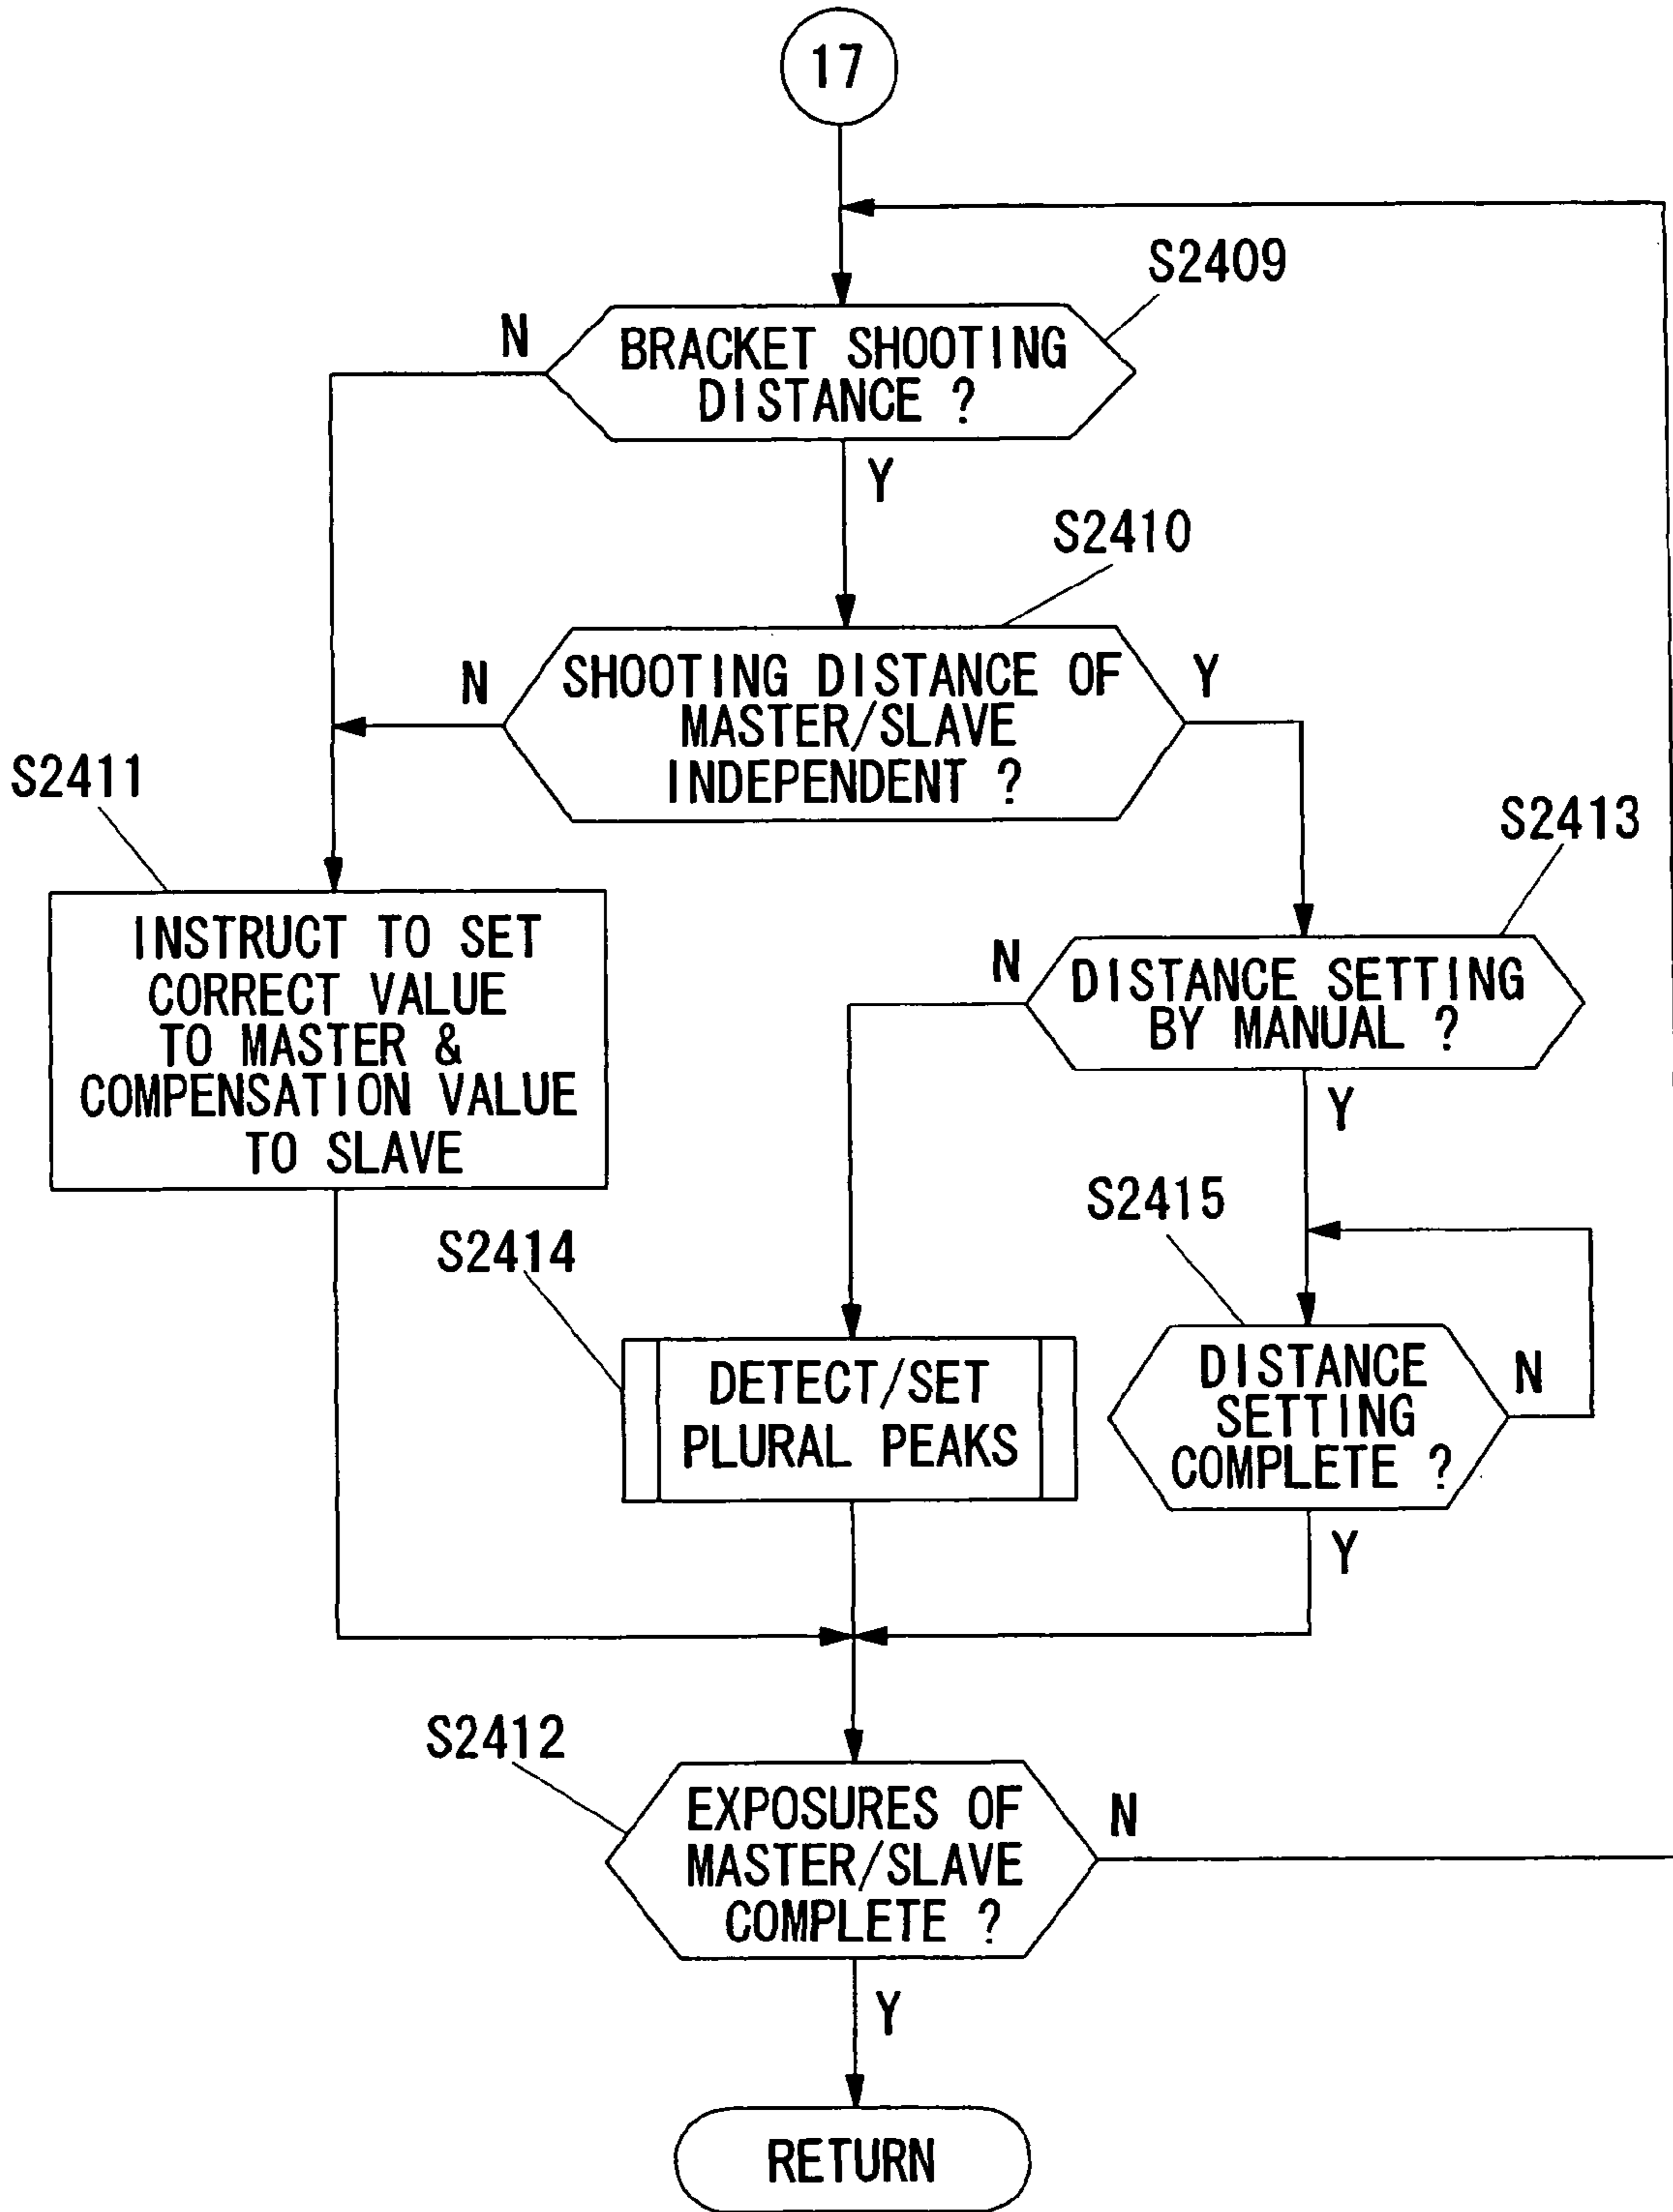 17
S2409
N
BRACKET SHOOTING
DISTANCE ?
Y
S2410
N
SHOOTING DISTANCE OF
MASTER/SLAVE
INDEPENDENT ?
Y
S2411
INSTRUCT TO SET
CORRECT VALUE
TO MASTER &
COMPENSATION VALUE
TO SLAVE
S2413
N
DISTANCE SETTING
BY MANUAL ?
Y
S2414
DETECT/SET
PLURAL PEAKS
S2415
DISTANCE
SETTING
COMPLETE ?
N
Y
S2412
EXPOSURES OF
MASTER/SLAVE
COMPLETE ?
N
Y
RETURN